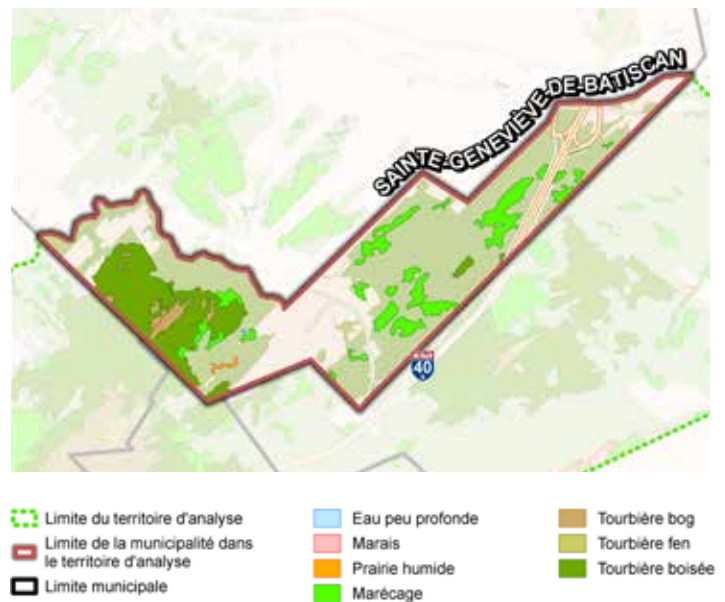 SAINTE-GENEVIÈVE-DE-BATISCAN
40
Limite du territoire d'analyse
Limite de la municipalité dans
le territoire d'analyse
Limite municipale
Eau peu profonde
Marais
Prairie humide
Marécage
Tourbière bog
Tourbière fen
Tourbière boisée